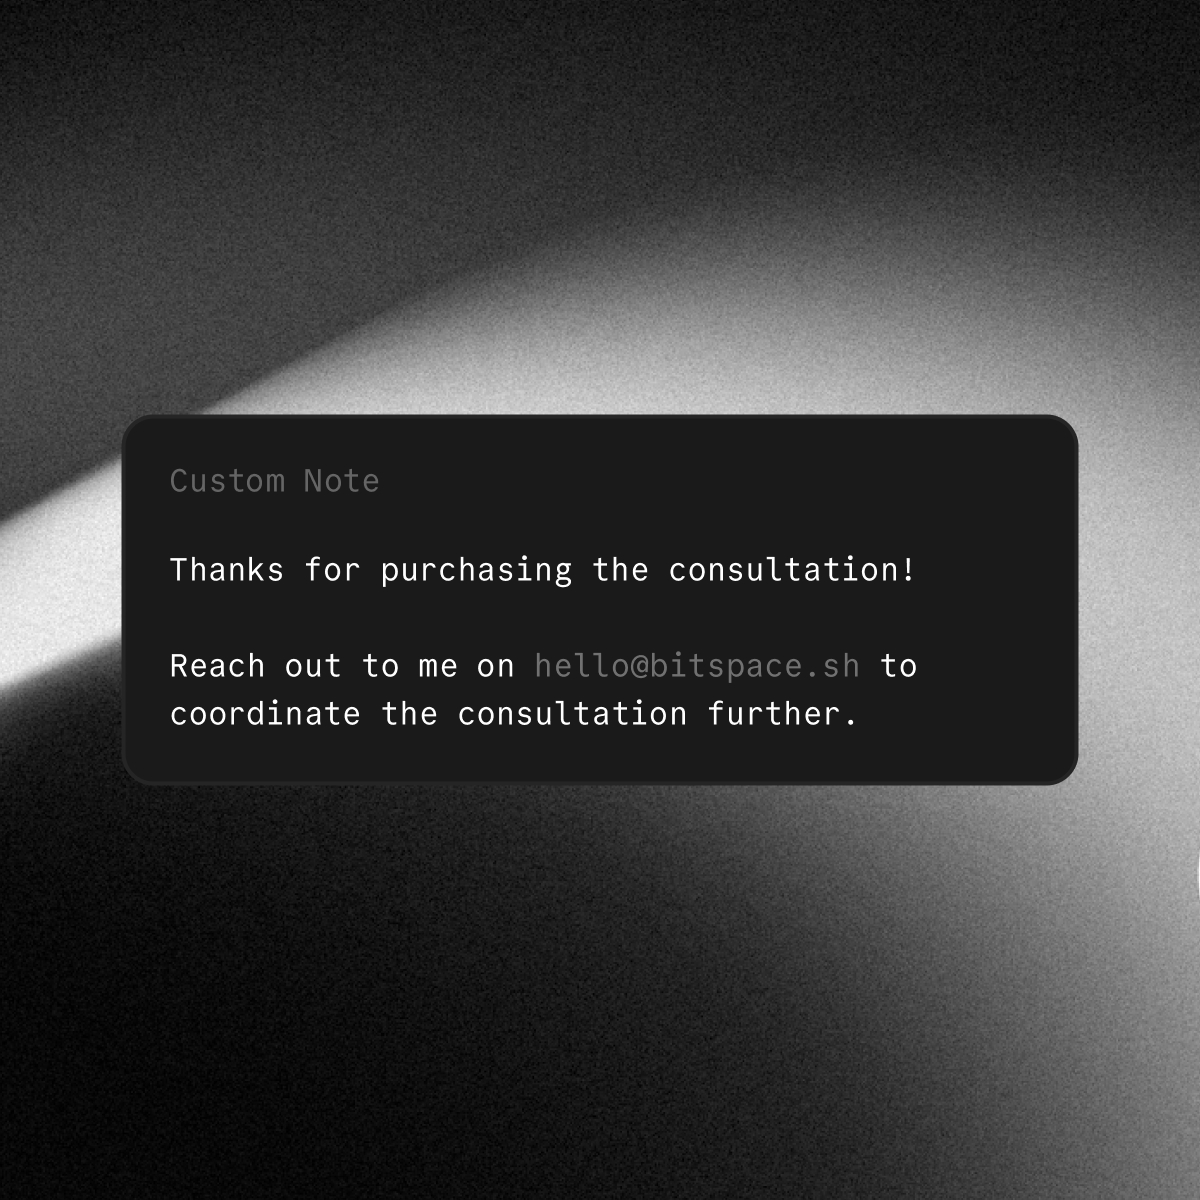 Custom Note
Thanks for purchasing the consultation!
Reach out to me on hello@bitspace.sh to
coordinate the consultation further.